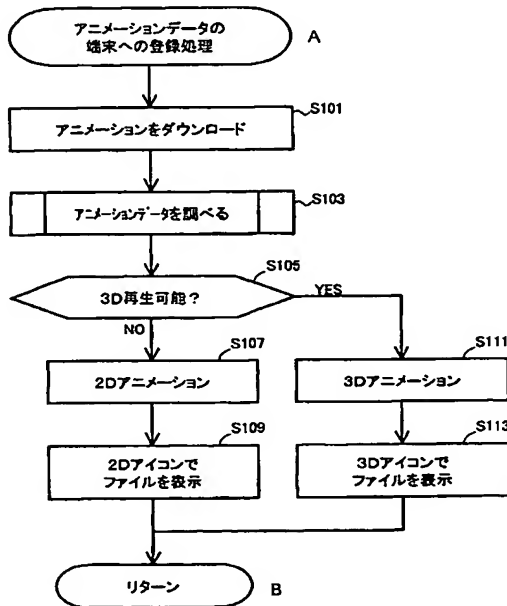 アニメーションデータの
端末への登録処理
A
S101
アニメーションをダウンロード
S103
アニメーションデータを調べる
S105
3D再生可能？
YES
NO
S107
2Dアニメーション
S111
3Dアニメーション
S109
2Dアイコンで
ファイルを表示
S113
3Dアイコンで
ファイルを表示
リターン
B